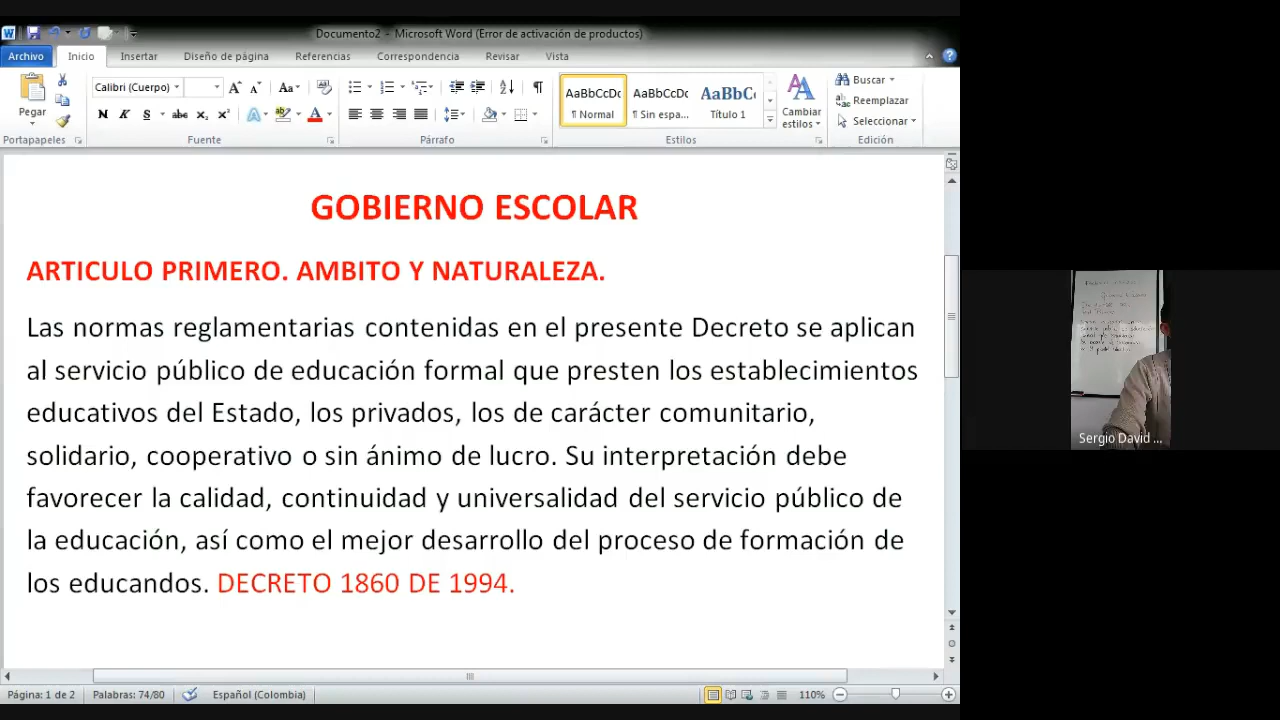 Documento2 - Microsoft Word (Error de activación de productos)
Archivo Inicio Insertar Diseño de página Referencias Correspondencia Revisar Vista
Pegar
Calibri (Cuerpo)
AaBbCcDc AaBbCcDc AaBbC
¶ Normal ¶ Sin espa... Título 1
Cambiar estilos
Buscar
Reemplazar
Seleccionar
Portapapeles Fuente Párrafo Estilos Edición
GOBIERNO ESCOLAR
ARTICULO PRIMERO. AMBITO Y NATURALEZA.
Las normas reglamentarias contenidas en el presente Decreto se aplican
al servicio público de educación formal que presten los establecimientos
educativos del Estado, los privados, los de carácter comunitario,
solidario, cooperativo o sin ánimo de lucro. Su interpretación debe
favorecer la calidad, continuidad y universalidad del servicio público de
la educación, así como el mejor desarrollo del proceso de formación de
los educandos. DECRETO 1860 DE 1994.
Sergio David ...
Página: 1 de 2 Palabras: 74/80 Español (Colombia) 110%